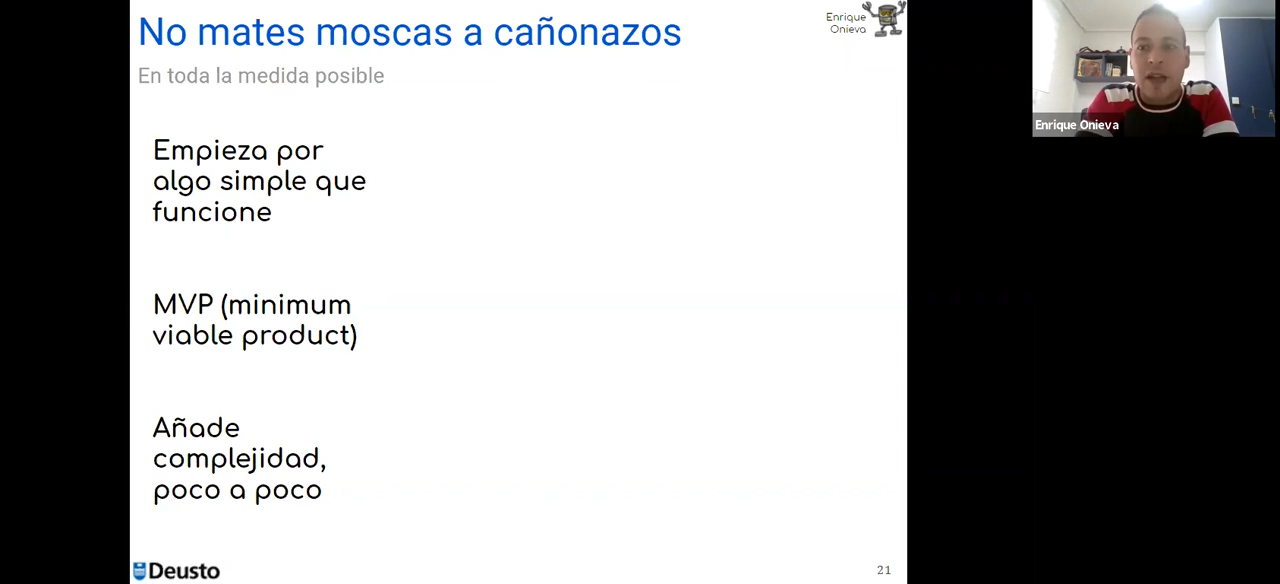 No mates moscas a cañonazos
En toda la medida posible
Enrique
Onieva
Empieza por
algo simple que
funcione
MVP (minimum
viable product)
Añade
complejidad,
poco a poco
Deusto
21
Enrique Onieva